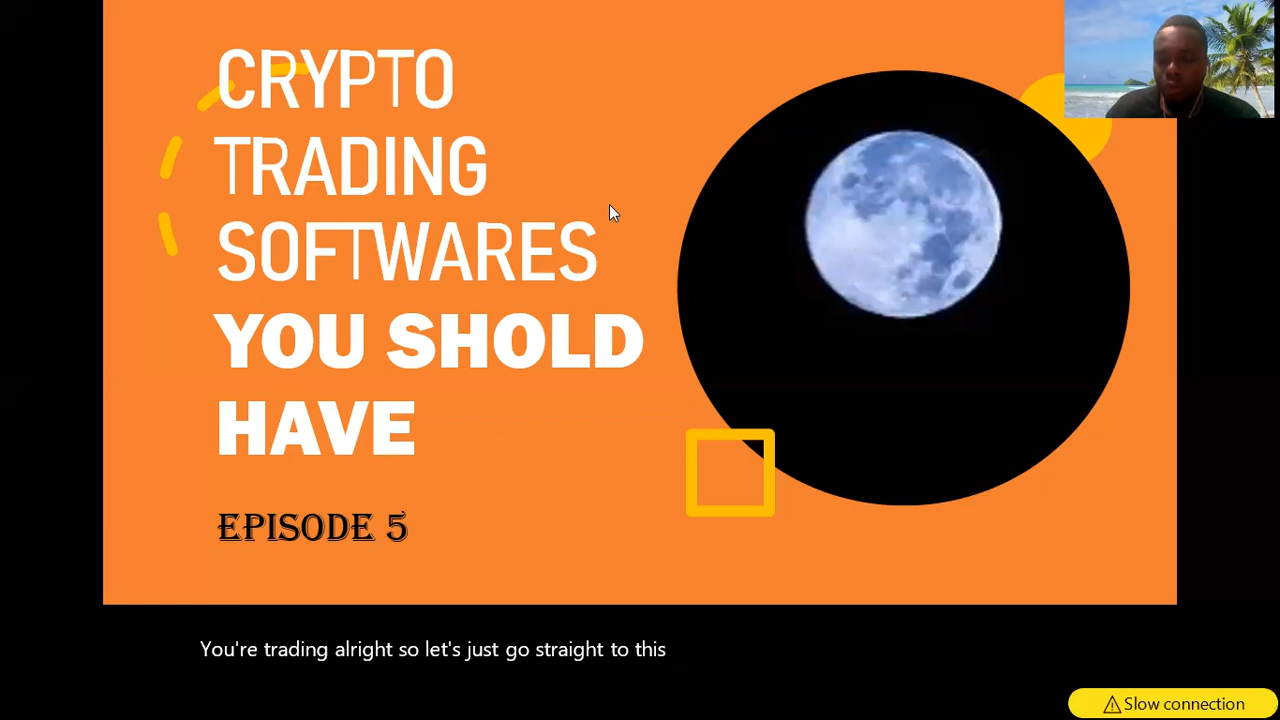 CRYPTO
TRADING
SOFTWARES
YOU SHOLD
HAVE
EPISODE 5
You're trading alright so let's just go straight to this
Slow connection